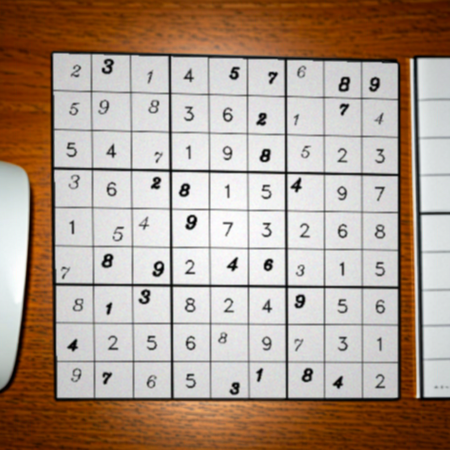 2 3 1 4 5 7 6 8 9
5 9 8 3 6 2 1 7 4
5 4 7 1 9 8 5 2 3
3 6 2 8 1 5 4 9 7
1 5 4 9 7 3 2 6 8
7 8 9 2 4 6 3 1 5
8 1 3 8 2 4 9 5 6
4 2 5 6 8 9 7 3 1
9 7 6 5 3 1 8 4 2